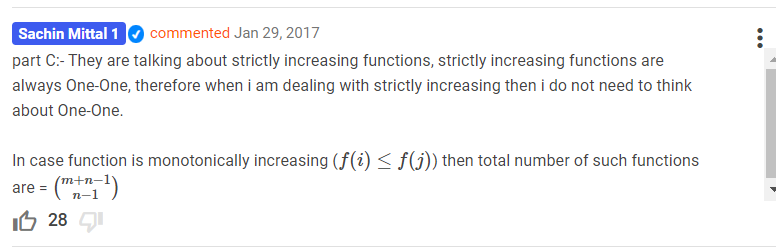 Sachin Mittal 1 commented Jan 29, 2017
part C:- They are talking about strictly increasing functions, strictly increasing functions are
always One-One, therefore when i am dealing with strictly increasing then i do not need to think
about One-One.
In case function is monotonically increasing (f(i) ≤ f(j)) then total number of such functions
are = \binom{m+n-1}{n-1}
28